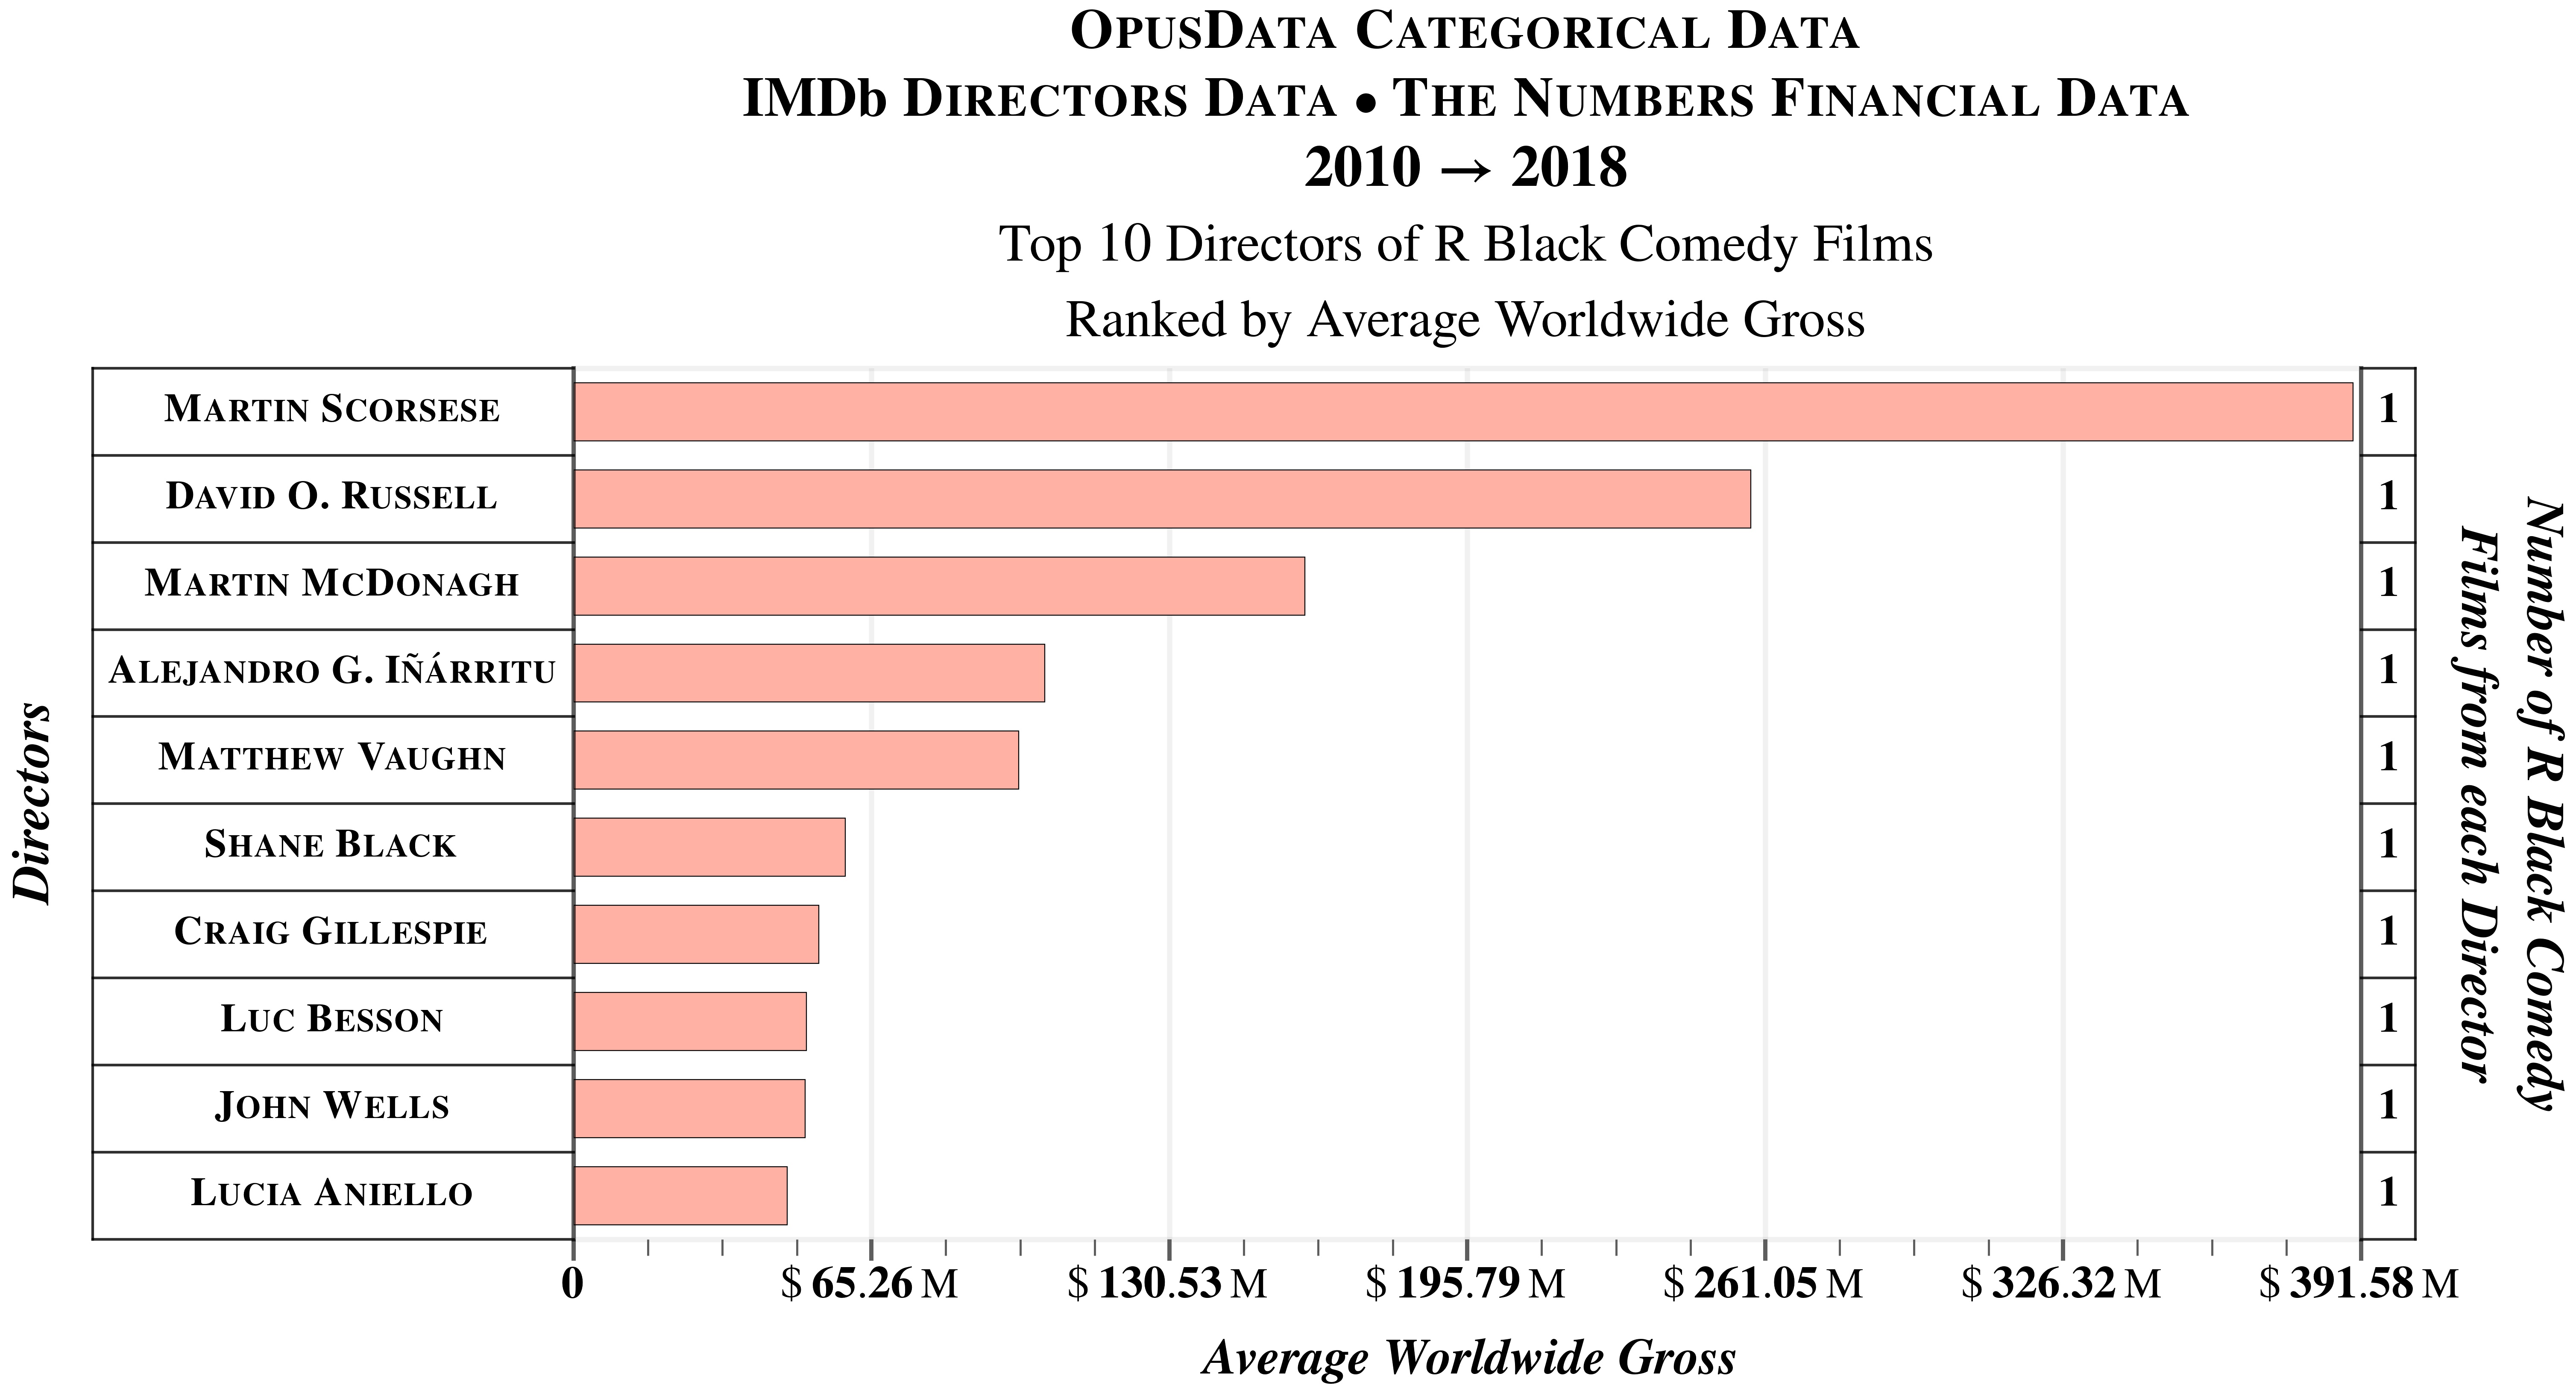 OpusData Categorical Data
IMDb Directors Data • The Numbers Financial Data
2010 → 2018
Top 10 Directors of R Black Comedy Films
Ranked by Average Worldwide Gross
Directors
Martin Scorsese 1
David O. Russell 1
Martin McDonagh 1
Alejandro G. Iñárritu 1
Matthew Vaughn 1
Shane Black 1
Craig Gillespie 1
Luc Besson 1
John Wells 1
Lucia Aniello 1
Number of R Black Comedy
Films from each Director
0 $ 65.26 M $ 130.53 M $ 195.79 M $ 261.05 M $ 326.32 M $ 391.58 M
Average Worldwide Gross